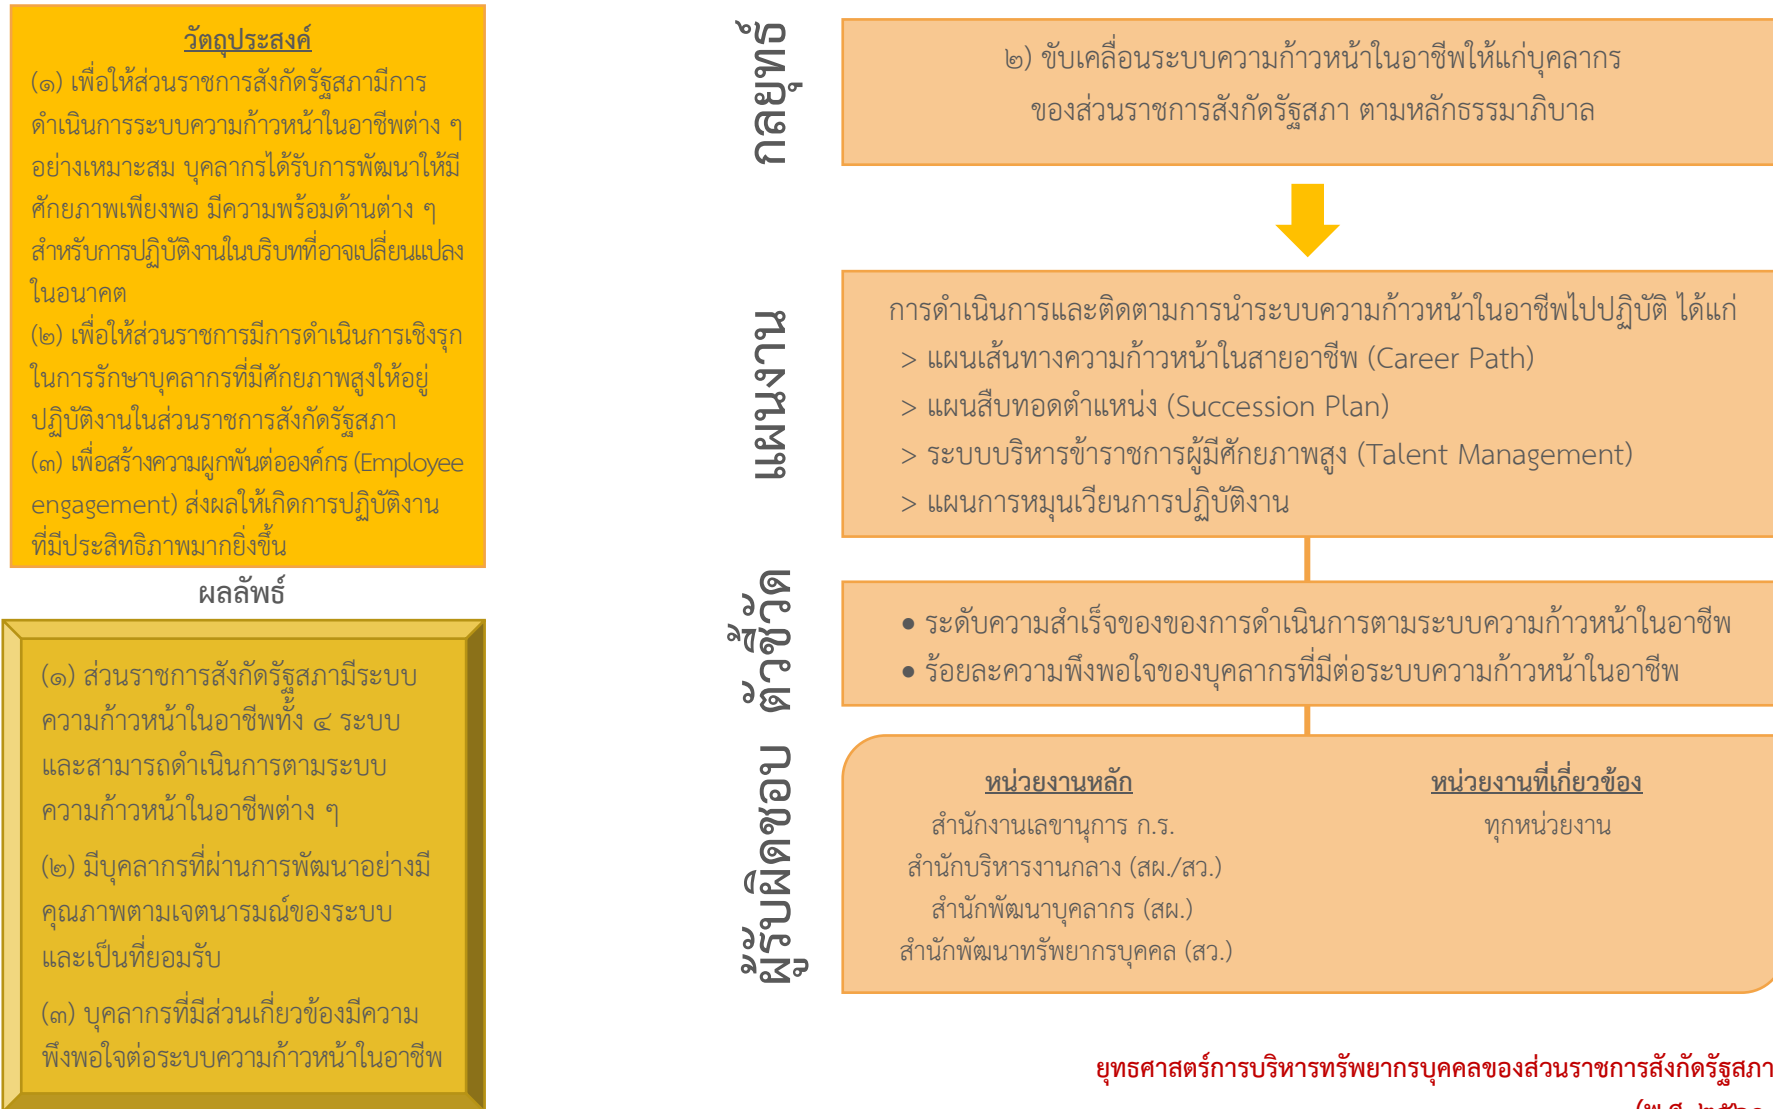 วัตถุประสงค์
(๑) เพื่อให้ส่วนราชการสังกัดรัฐสภามีการ
ดำเนินการระบบความก้าวหน้าในอาชีพต่าง ๆ
อย่างเหมาะสม บุคลากรได้รับการพัฒนาให้มี
ศักยภาพเพียงพอ มีความพร้อมด้านต่าง ๆ
สำหรับการปฏิบัติงานในบริบทที่อาจเปลี่ยนแปลง
ในอนาคต
(๒) เพื่อให้ส่วนราชการมีการดำเนินการเชิงรุก
ในการรักษาบุคลากรที่มีศักยภาพสูงให้อยู่
ปฏิบัติงานในส่วนราชการสังกัดรัฐสภา
(๓) เพื่อสร้างความผูกพันต่อองค์กร (Employee
engagement) ส่งผลให้เกิดการปฏิบัติงาน
ที่มีประสิทธิภาพมากยิ่งขึ้น
ผลลัพธ์
(๑) ส่วนราชการสังกัดรัฐสภามีระบบ
ความก้าวหน้าในอาชีพทั้ง ๔ ระบบ
และสามารถดำเนินการตามระบบ
ความก้าวหน้าในอาชีพต่าง ๆ
(๒) มีบุคลากรที่ผ่านการพัฒนาอย่างมี
คุณภาพตามเจตนารมณ์ของระบบ
และเป็นที่ยอมรับ
(๓) บุคลากรที่มีส่วนเกี่ยวข้องมีความ
พึงพอใจต่อระบบความก้าวหน้าในอาชีพ
กลยุทธ์
๒) ขับเคลื่อนระบบความก้าวหน้าในอาชีพให้แก่บุคลากร
ของส่วนราชการสังกัดรัฐสภา ตามหลักธรรมาภิบาล
แผนงาน
การดำเนินการและติดตามการนำระบบความก้าวหน้าในอาชีพไปปฏิบัติ ได้แก่
> แผนเส้นทางความก้าวหน้าในสายอาชีพ (Career Path)
> แผนสืบทอดตำแหน่ง (Succession Plan)
> ระบบบริหารข้าราชการผู้มีศักยภาพสูง (Talent Management)
> แผนการหมุนเวียนการปฏิบัติงาน
ตัวชี้วัด
● ระดับความสำเร็จของของการดำเนินการตามระบบความก้าวหน้าในอาชีพ
● ร้อยละความพึงพอใจของบุคลากรที่มีต่อระบบความก้าวหน้าในอาชีพ
ผู้รับผิดชอบ
หน่วยงานหลัก
สำนักงานเลขานุการ ก.ร.
สำนักบริหารงานกลาง (สผ./สว.)
สำนักพัฒนาบุคลากร (สผ.)
สำนักพัฒนาทรัพยากรบุคคล (สว.)
หน่วยงานที่เกี่ยวข้อง
ทุกหน่วยงาน
ยุทธศาสตร์การบริหารทรัพยากรบุคคลของส่วนราชการสังกัดรัฐสภา